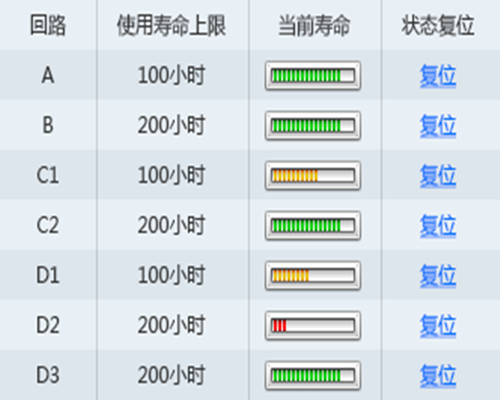 回路 使用寿命上限 当前寿命 状态复位
A 100小时 复位
B 200小时 复位
C1 100小时 复位
C2 200小时 复位
D1 100小时 复位
D2 200小时 复位
D3 200小时 复位